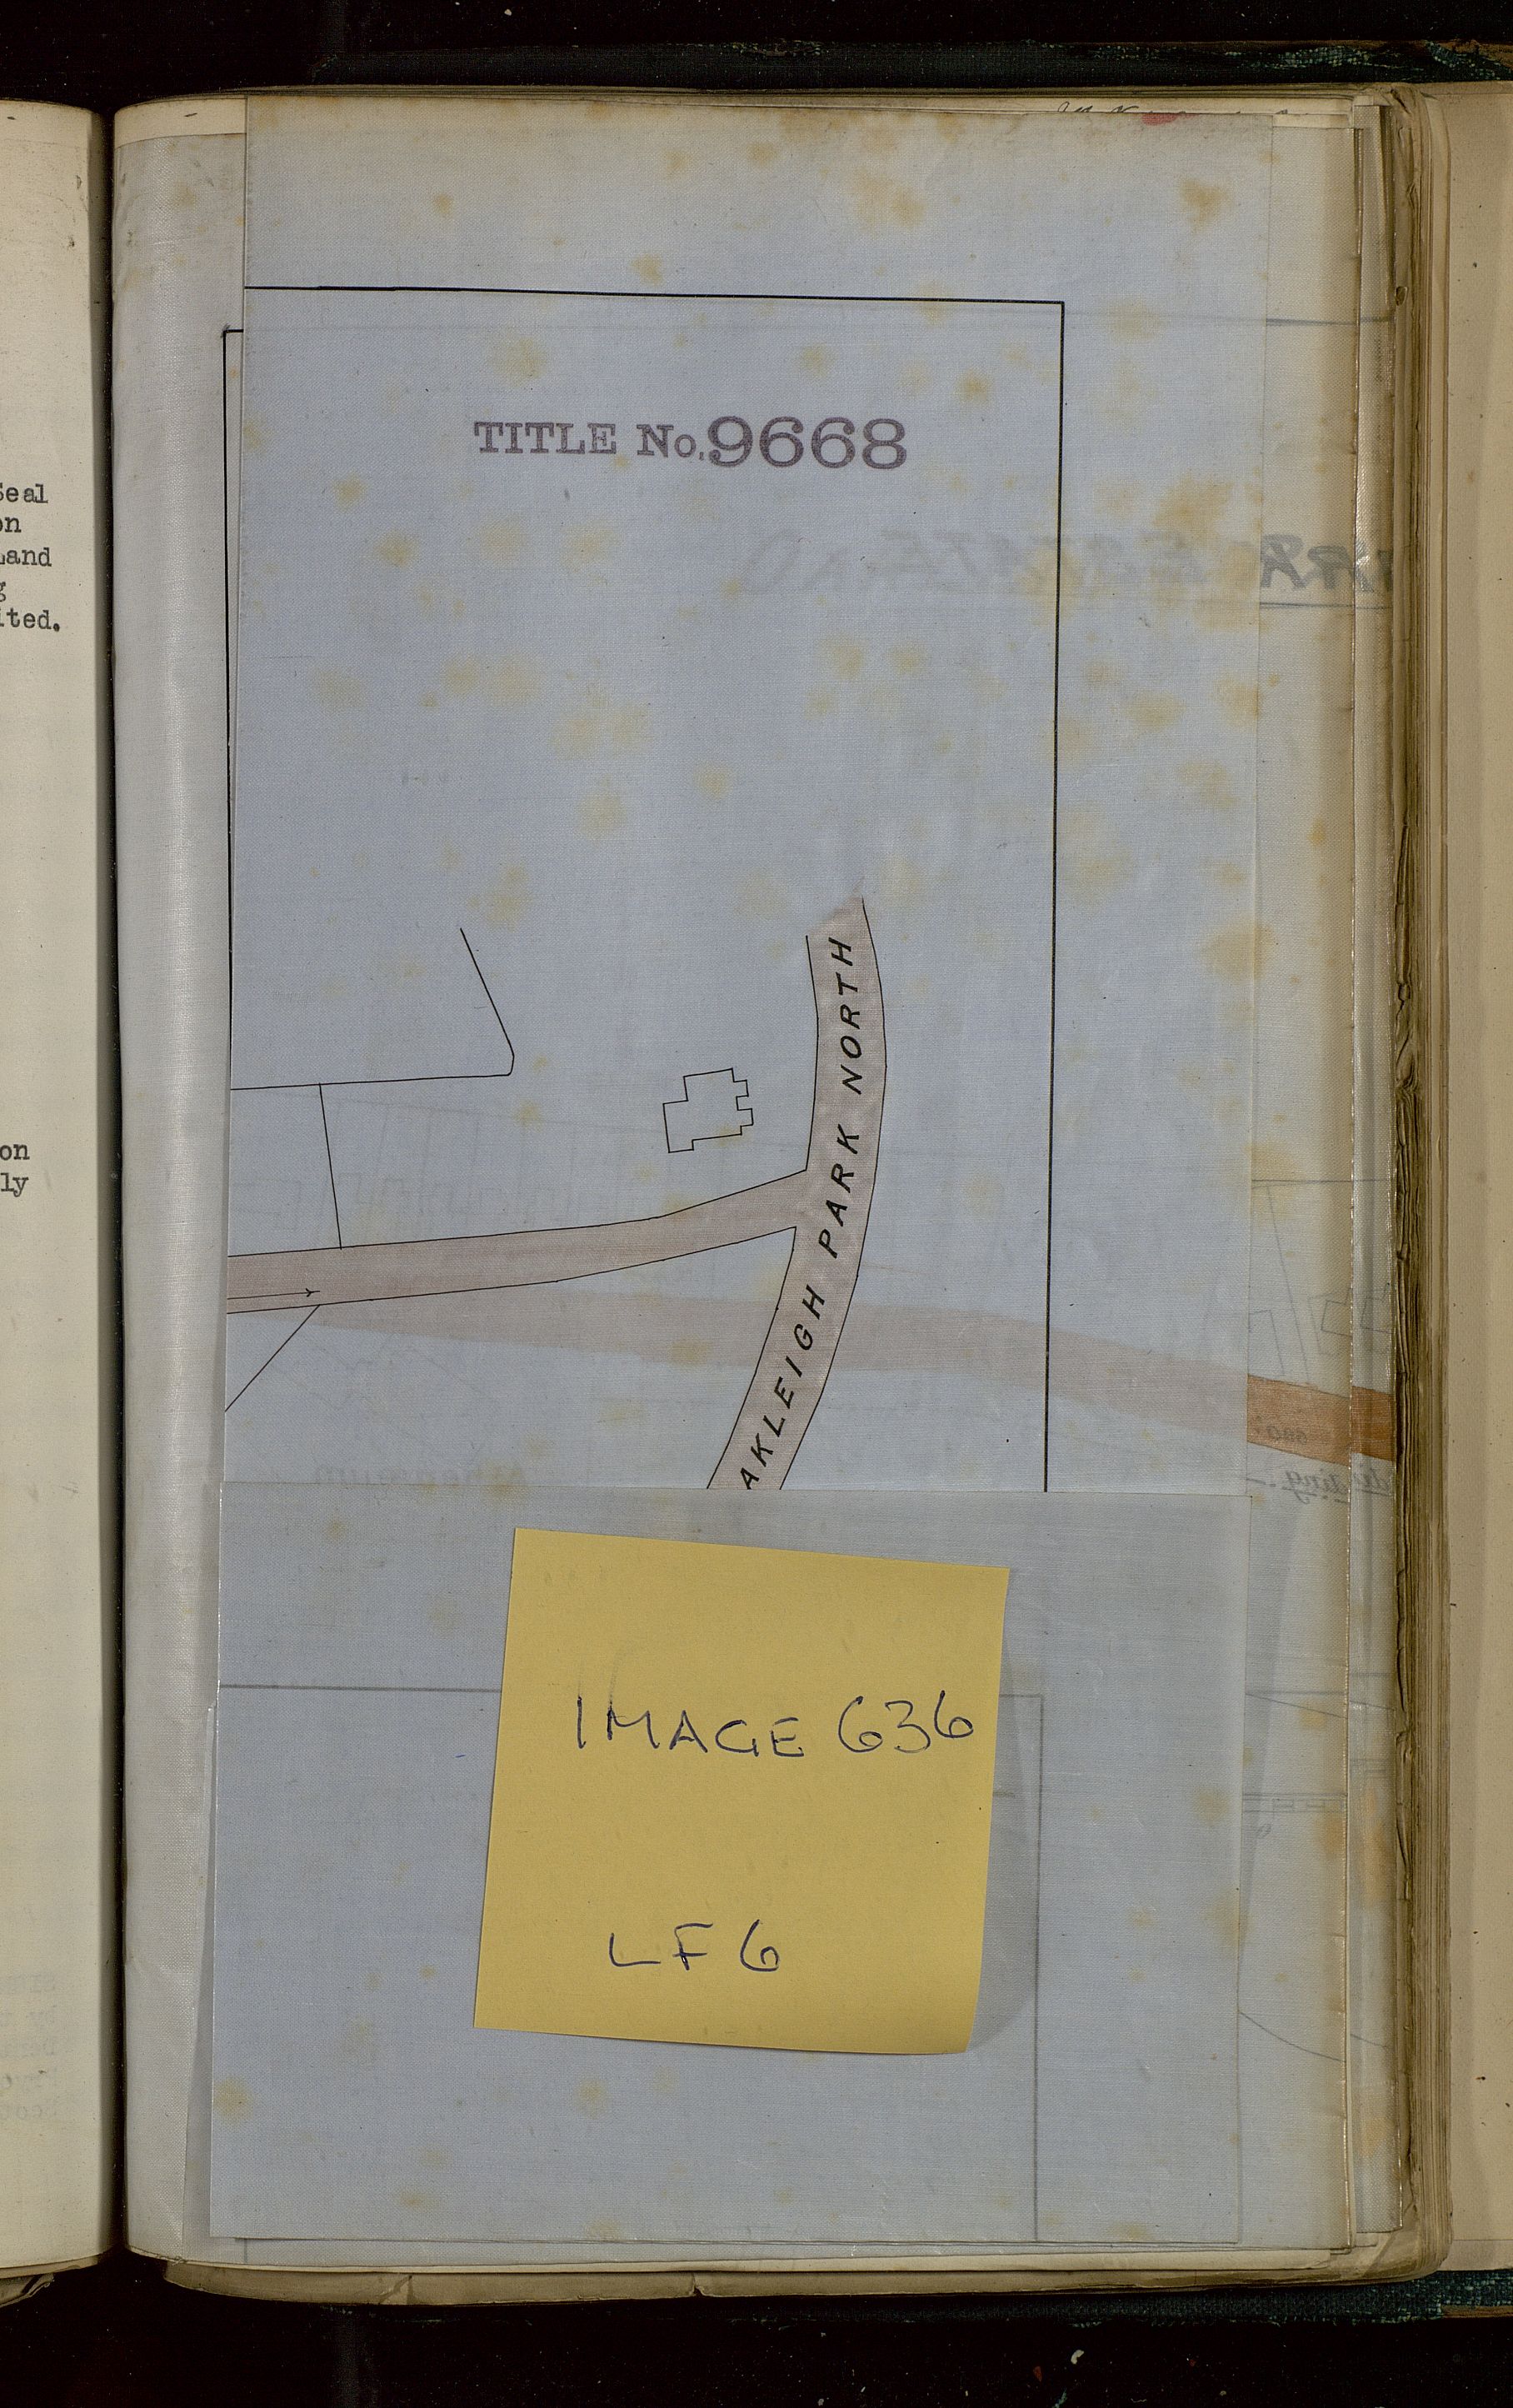 Seal
on
Land
g
ited.
on
ly
TITLE No. 9668
AKLEIGH PARK NORTH
IMAGE 636
LF6